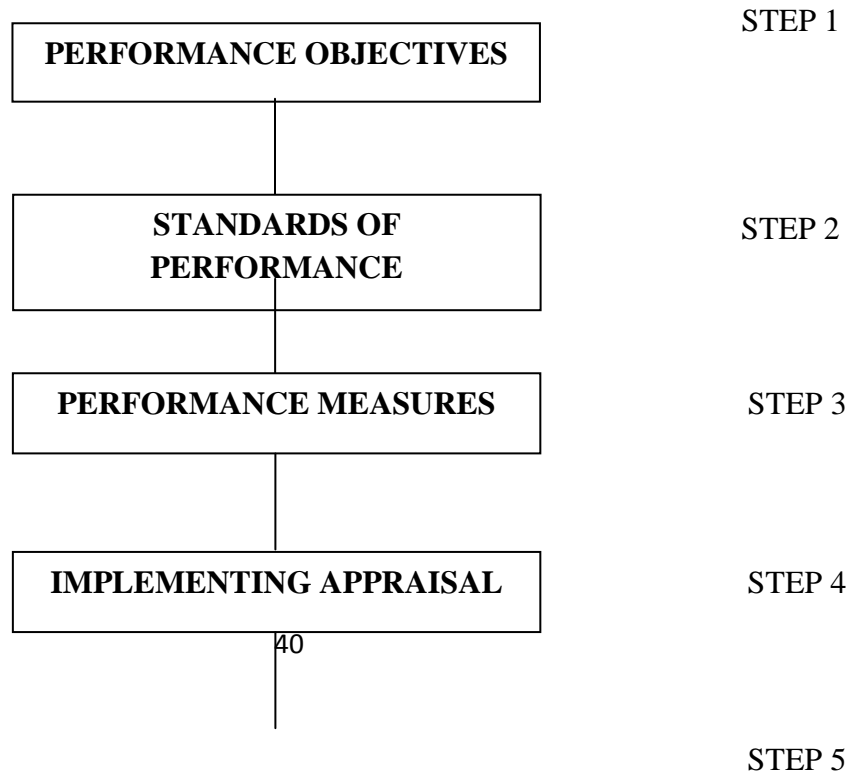 STEP 1
PERFORMANCE OBJECTIVES
STANDARDS OF
PERFORMANCE
STEP 2
PERFORMANCE MEASURES
STEP 3
IMPLEMENTING APPRAISAL
STEP 4
40
STEP 5